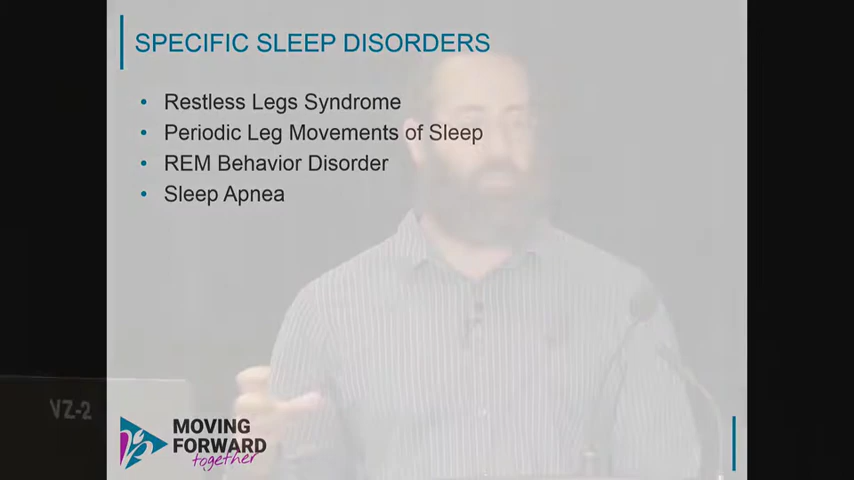 SPECIFIC SLEEP DISORDERS
• Restless Legs Syndrome
• Periodic Leg Movements of Sleep
• REM Behavior Disorder
• Sleep Apnea
VZ-2
MOVING
FORWARD
together